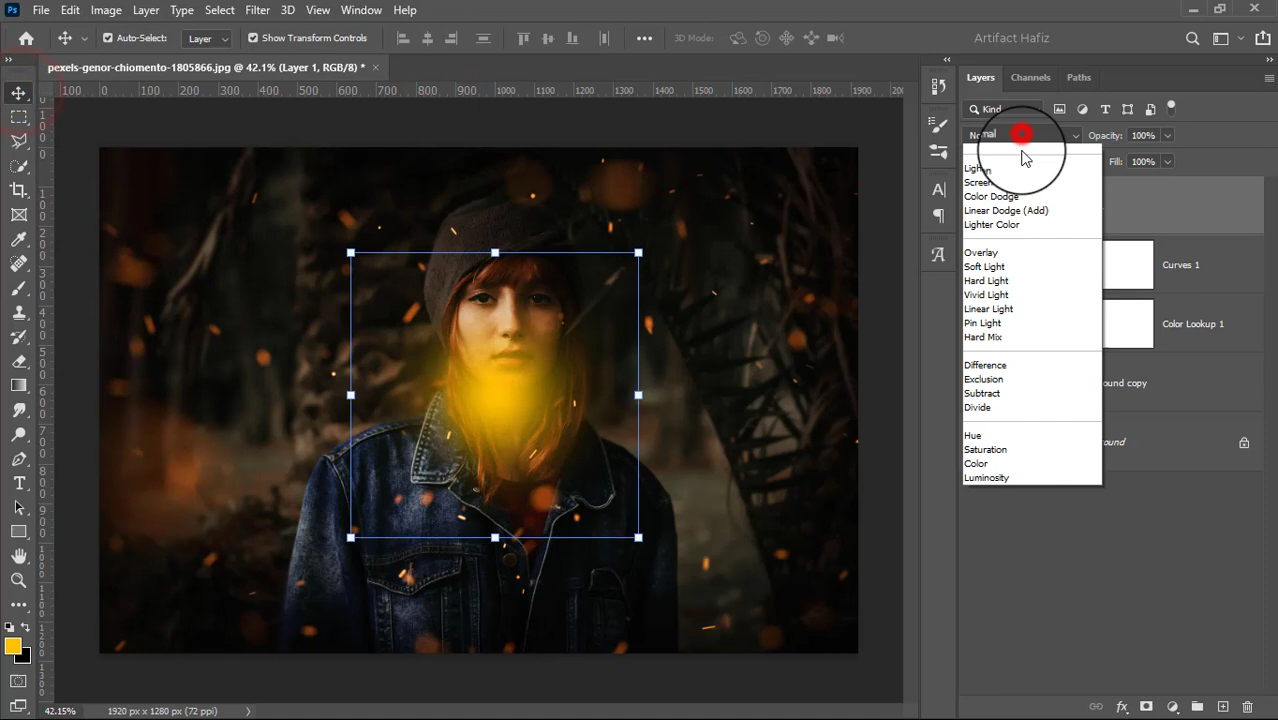 Ps File Edit Image Layer Type Select Filter 3D View Window Help
Auto-Select: Layer Show Transform Controls 3D Mode: Artifact Hafiz
pexels-genor-chiomento-1805866.jpg @ 42.1% (Layer 1, RGB/8) *
Layers Channels Paths
100 0 100 200 300 400 500 600 700 800 900 1000 1100 1200 1300 1400 1500 1600 1700 1800 1900
Kind
Normal Opacity: 100%
Fill: 100%
Lighten
Screen
Color Dodge
Linear Dodge (Add)
Lighter Color
Overlay
Soft Light
Hard Light
Vivid Light
Linear Light
Pin Light
Hard Mix
Difference
Exclusion
Subtract
Divide
Hue
Saturation
Color
Luminosity
Curves 1
Color Lookup 1
ound copy
ound
42.15% 1920 px x 1280 px (72 ppi)